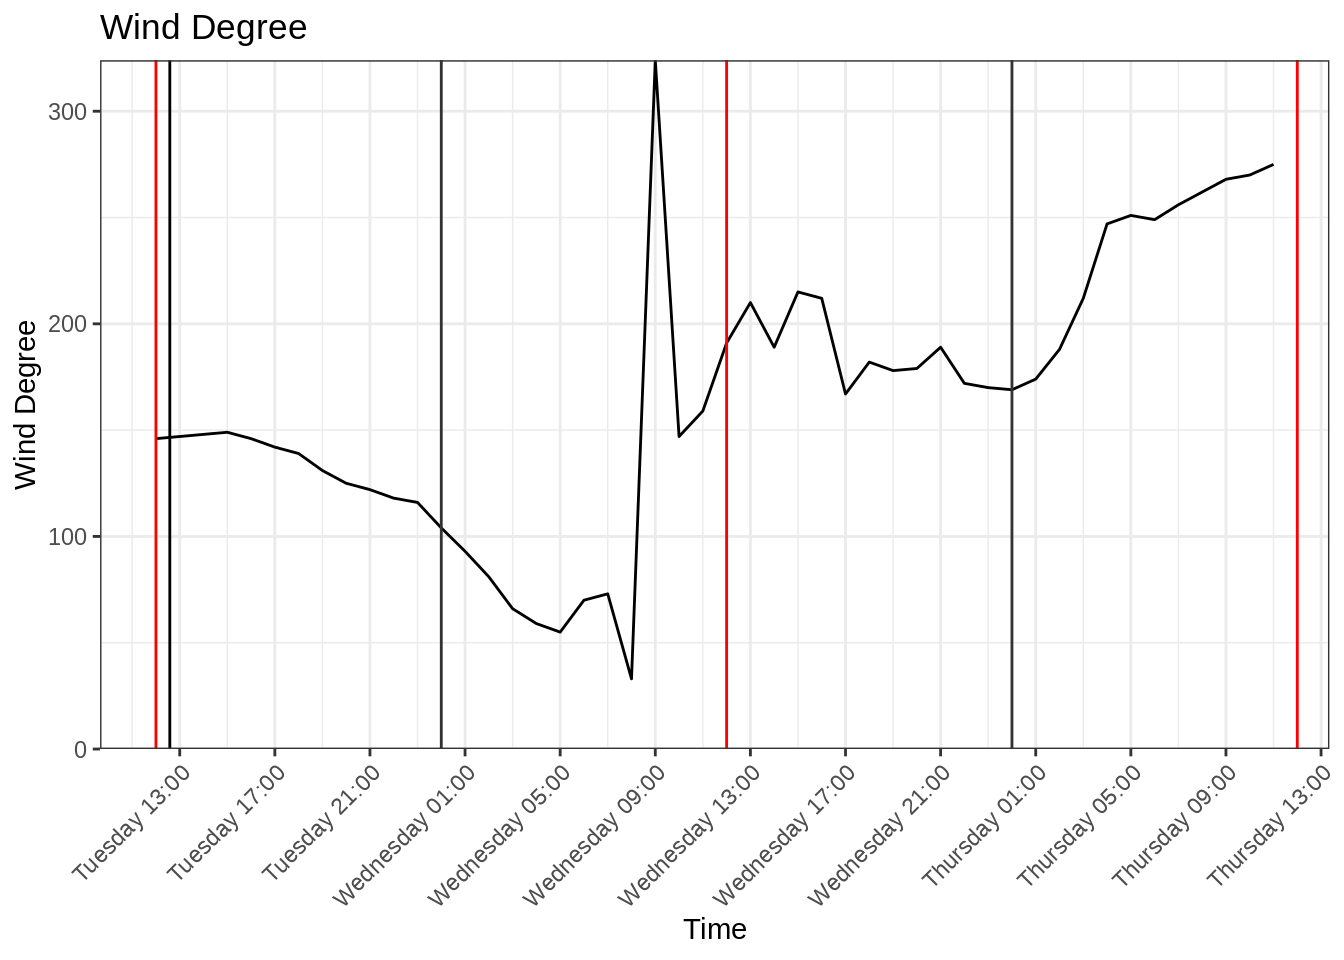 Wind Degree
Wind Degree
300
200
100
0
Tuesday 13:00
Tuesday 17:00
Tuesday 21:00
Wednesday 01:00
Wednesday 05:00
Wednesday 09:00
Wednesday 13:00
Wednesday 17:00
Wednesday 21:00
Thursday 01:00
Thursday 05:00
Thursday 09:00
Thursday 13:00
Time